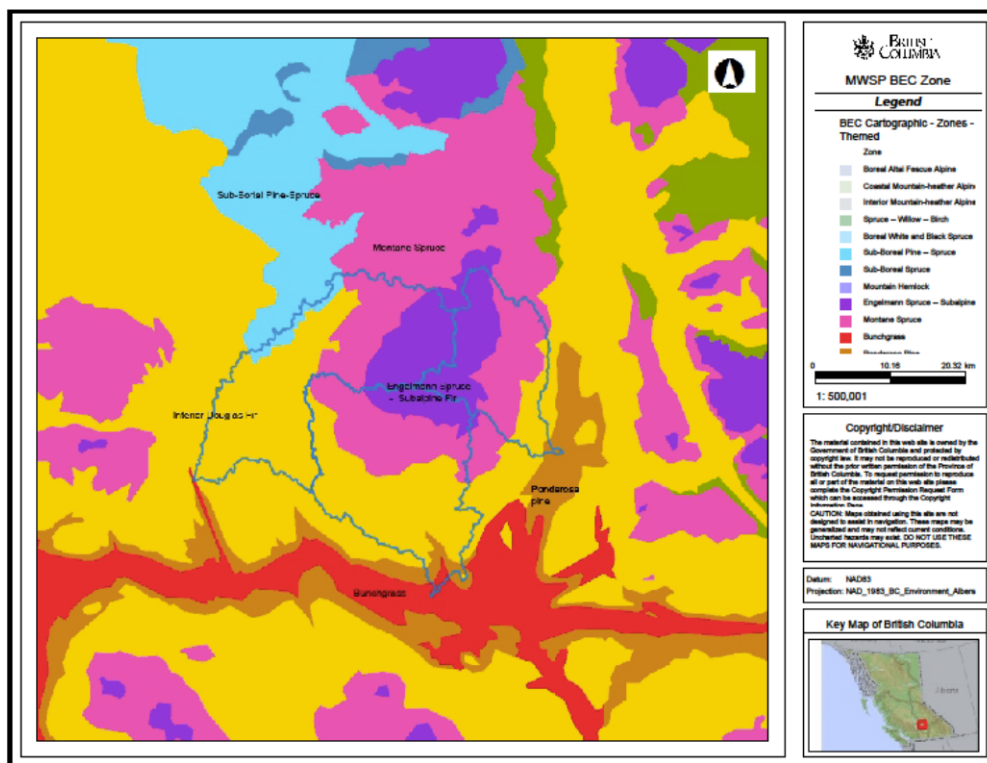 Sub-Borial Pine-Spruce
Montane Spruce
Engelmann Spruce
- Subalpine Fir
Interior Douglas Fir
Ponderosa
pine
Bunchgrass
BRITISH
COLUMBIA
MWSP BEC Zone
Legend
BEC Cartographic - Zones -
Themed
Zone
Boreal Altai Fescue Alpine
Coastal Mountain-heather Alpin
Interior Mountain-heather Alpine
Spruce -- Willow -- Birch
Boreal White and Black Spruce
Sub-Boreal Pine -- Spruce
Sub-Boreal Spruce
Mountain Hemlock
Engelmann Spruce -- Subalpine
Montane Spruce
Bunchgrass
Ponderosa Pine
0 10.16 20.32 km
1: 500,001
Copyright/Disclaimer
The material contained in this web site is owned by the
Government of British Columbia and protected by
copyright law. It may not be reproduced or redistributed
without the prior written permission of the Province of
British Columbia. To request permission to reproduce
all or part of the material on this web site please
complete the Copyright Permission Request Form
which can be accessed through the Copyright
Information Page.
CAUTION: Maps obtained using this site are not
designed to assist in navigation. These maps may be
generalized and may not reflect current conditions.
Uncharted hazards may exist. DO NOT USE THESE
MAPS FOR NAVIGATIONAL PURPOSES.
Datum: NAD83
Projection: NAD_1983_BC_Environment_Albers
Key Map of British Columbia
Alberta